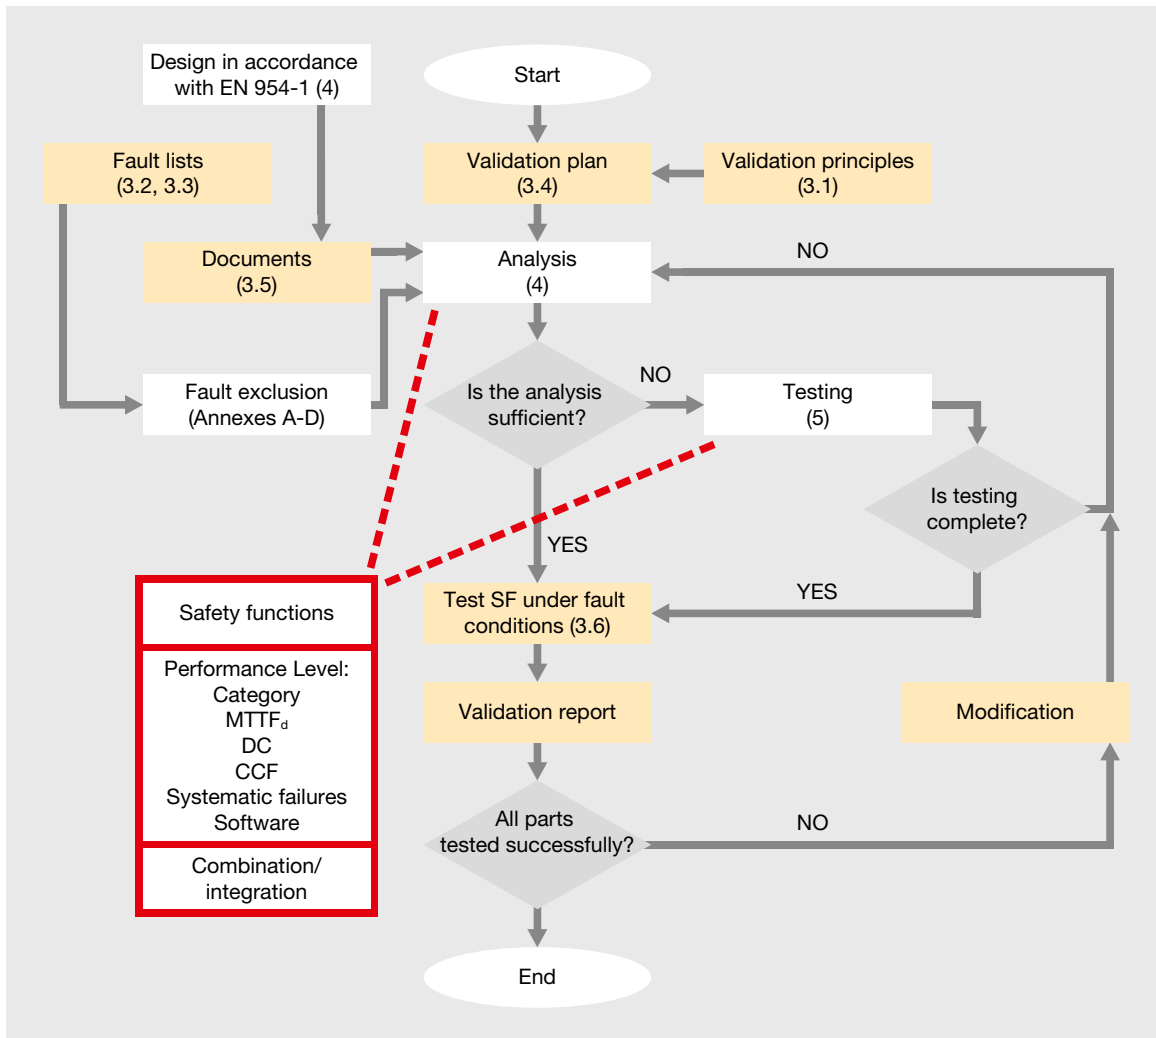 Design in accordance
with EN 954-1 (4)
Start
Fault lists
(3.2, 3.3)
Validation plan
(3.4)
Validation principles
(3.1)
Documents
(3.5)
Analysis
(4)
NO
Fault exclusion
(Annexes A-D)
Is the analysis
sufficient?
NO
Testing
(5)
Is testing
complete?
YES
YES
Safety functions
Performance Level:
Category
MTTFd
DC
CCF
Systematic failures
Software
Combination/
integration
Test SF under fault
conditions (3.6)
Validation report
Modification
All parts
tested successfully?
NO
End